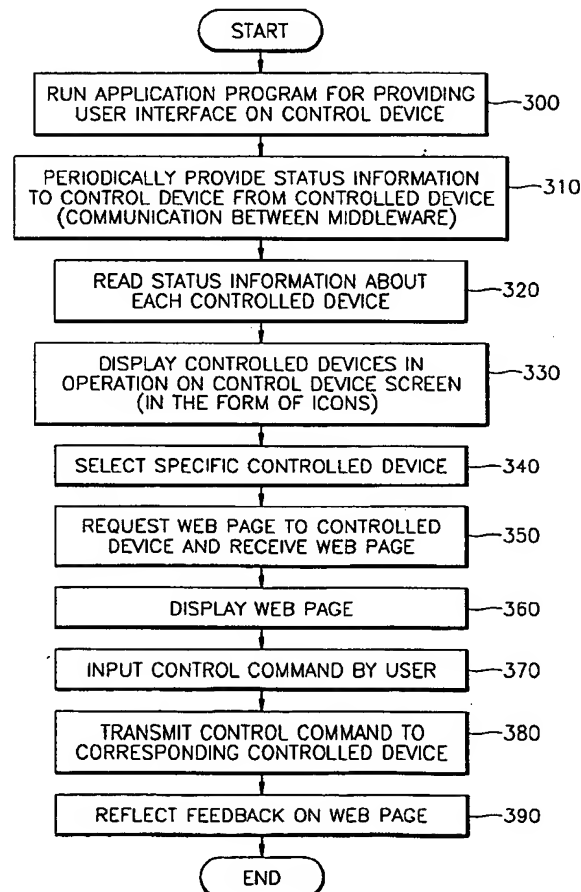 START
RUN APPLICATION PROGRAM FOR PROVIDING
USER INTERFACE ON CONTROL DEVICE
300
PERIODICALLY PROVIDE STATUS INFORMATION
TO CONTROL DEVICE FROM CONTROLLED DEVICE
(COMMUNICATION BETWEEN MIDDLEWARE)
310
READ STATUS INFORMATION ABOUT
EACH CONTROLLED DEVICE
320
DISPLAY CONTROLLED DEVICES IN
OPERATION ON CONTROL DEVICE SCREEN
(IN THE FORM OF ICONS)
330
SELECT SPECIFIC CONTROLLED DEVICE
340
REQUEST WEB PAGE TO CONTROLLED
DEVICE AND RECEIVE WEB PAGE
350
DISPLAY WEB PAGE
360
INPUT CONTROL COMMAND BY USER
370
TRANSMIT CONTROL COMMAND TO
CORRESPONDING CONTROLLED DEVICE
380
REFLECT FEEDBACK ON WEB PAGE
390
END